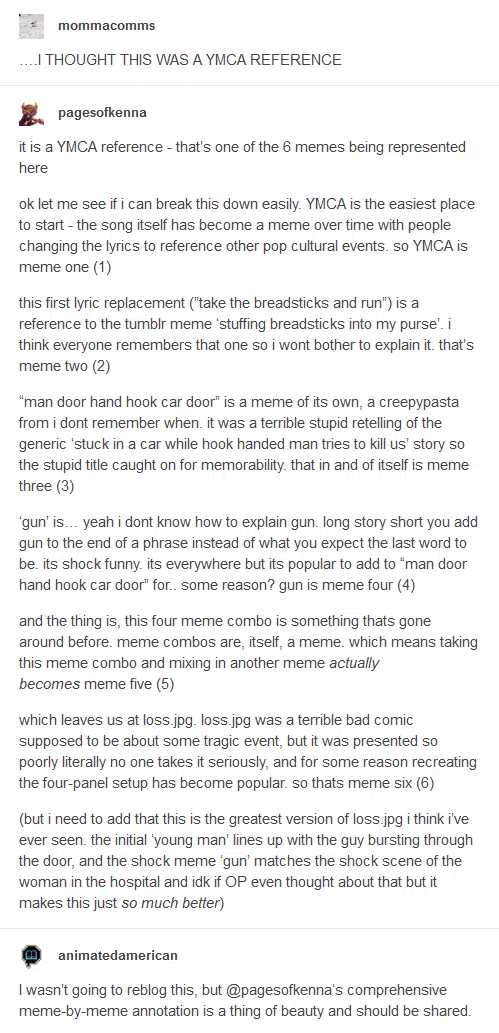 mommacomms
….I THOUGHT THIS WAS A YMCA REFERENCE
pagesofkenna
it is a YMCA reference - that’s one of the 6 memes being represented
here
ok let me see if i can break this down easily. YMCA is the easiest place
to start - the song itself has become a meme over time with people
changing the lyrics to reference other pop cultural events. so YMCA is
meme one (1)
this first lyric replacement (”take the breadsticks and run”) is a
reference to the tumblr meme ‘stuffing breadsticks into my purse’. i
think everyone remembers that one so i wont bother to explain it. that’s
meme two (2)
“man door hand hook car door” is a meme of its own, a creepypasta
from i dont remember when. it was a terrible stupid retelling of the
generic ‘stuck in a car while hook handed man tries to kill us’ story so
the stupid title caught on for memorability. that in and of itself is meme
three (3)
‘gun’ is… yeah i dont know how to explain gun. long story short you add
gun to the end of a phrase instead of what you expect the last word to
be. its shock funny. its everywhere but its popular to add to “man door
hand hook car door” for.. some reason? gun is meme four (4)
and the thing is, this four meme combo is something thats gone
around before. meme combos are, itself, a meme. which means taking
this meme combo and mixing in another meme actually
becomes meme five (5)
which leaves us at loss.jpg. loss.jpg was a terrible bad comic
supposed to be about some tragic event, but it was presented so
poorly literally no one takes it seriously, and for some reason recreating
the four-panel setup has become popular. so thats meme six (6)
(but i need to add that this is the greatest version of loss.jpg i think i’ve
ever seen. the initial ‘young man’ lines up with the guy bursting through
the door, and the shock meme ‘gun’ matches the shock scene of the
woman in the hospital and idk if OP even thought about that but it
makes this just so much better)
animatedamerican
I wasn’t going to reblog this, but @pagesofkenna‘s comprehensive
meme-by-meme annotation is a thing of beauty and should be shared.